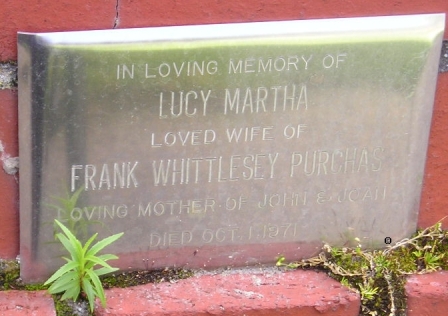 IN LOVING MEMORY OF
LUCY MARTHA
LOVED WIFE OF
FRANK WHITTLESEY PURCHAS
LOVING MOTHER OF JOHN & JOAN
DIED OCT. 1. 1971